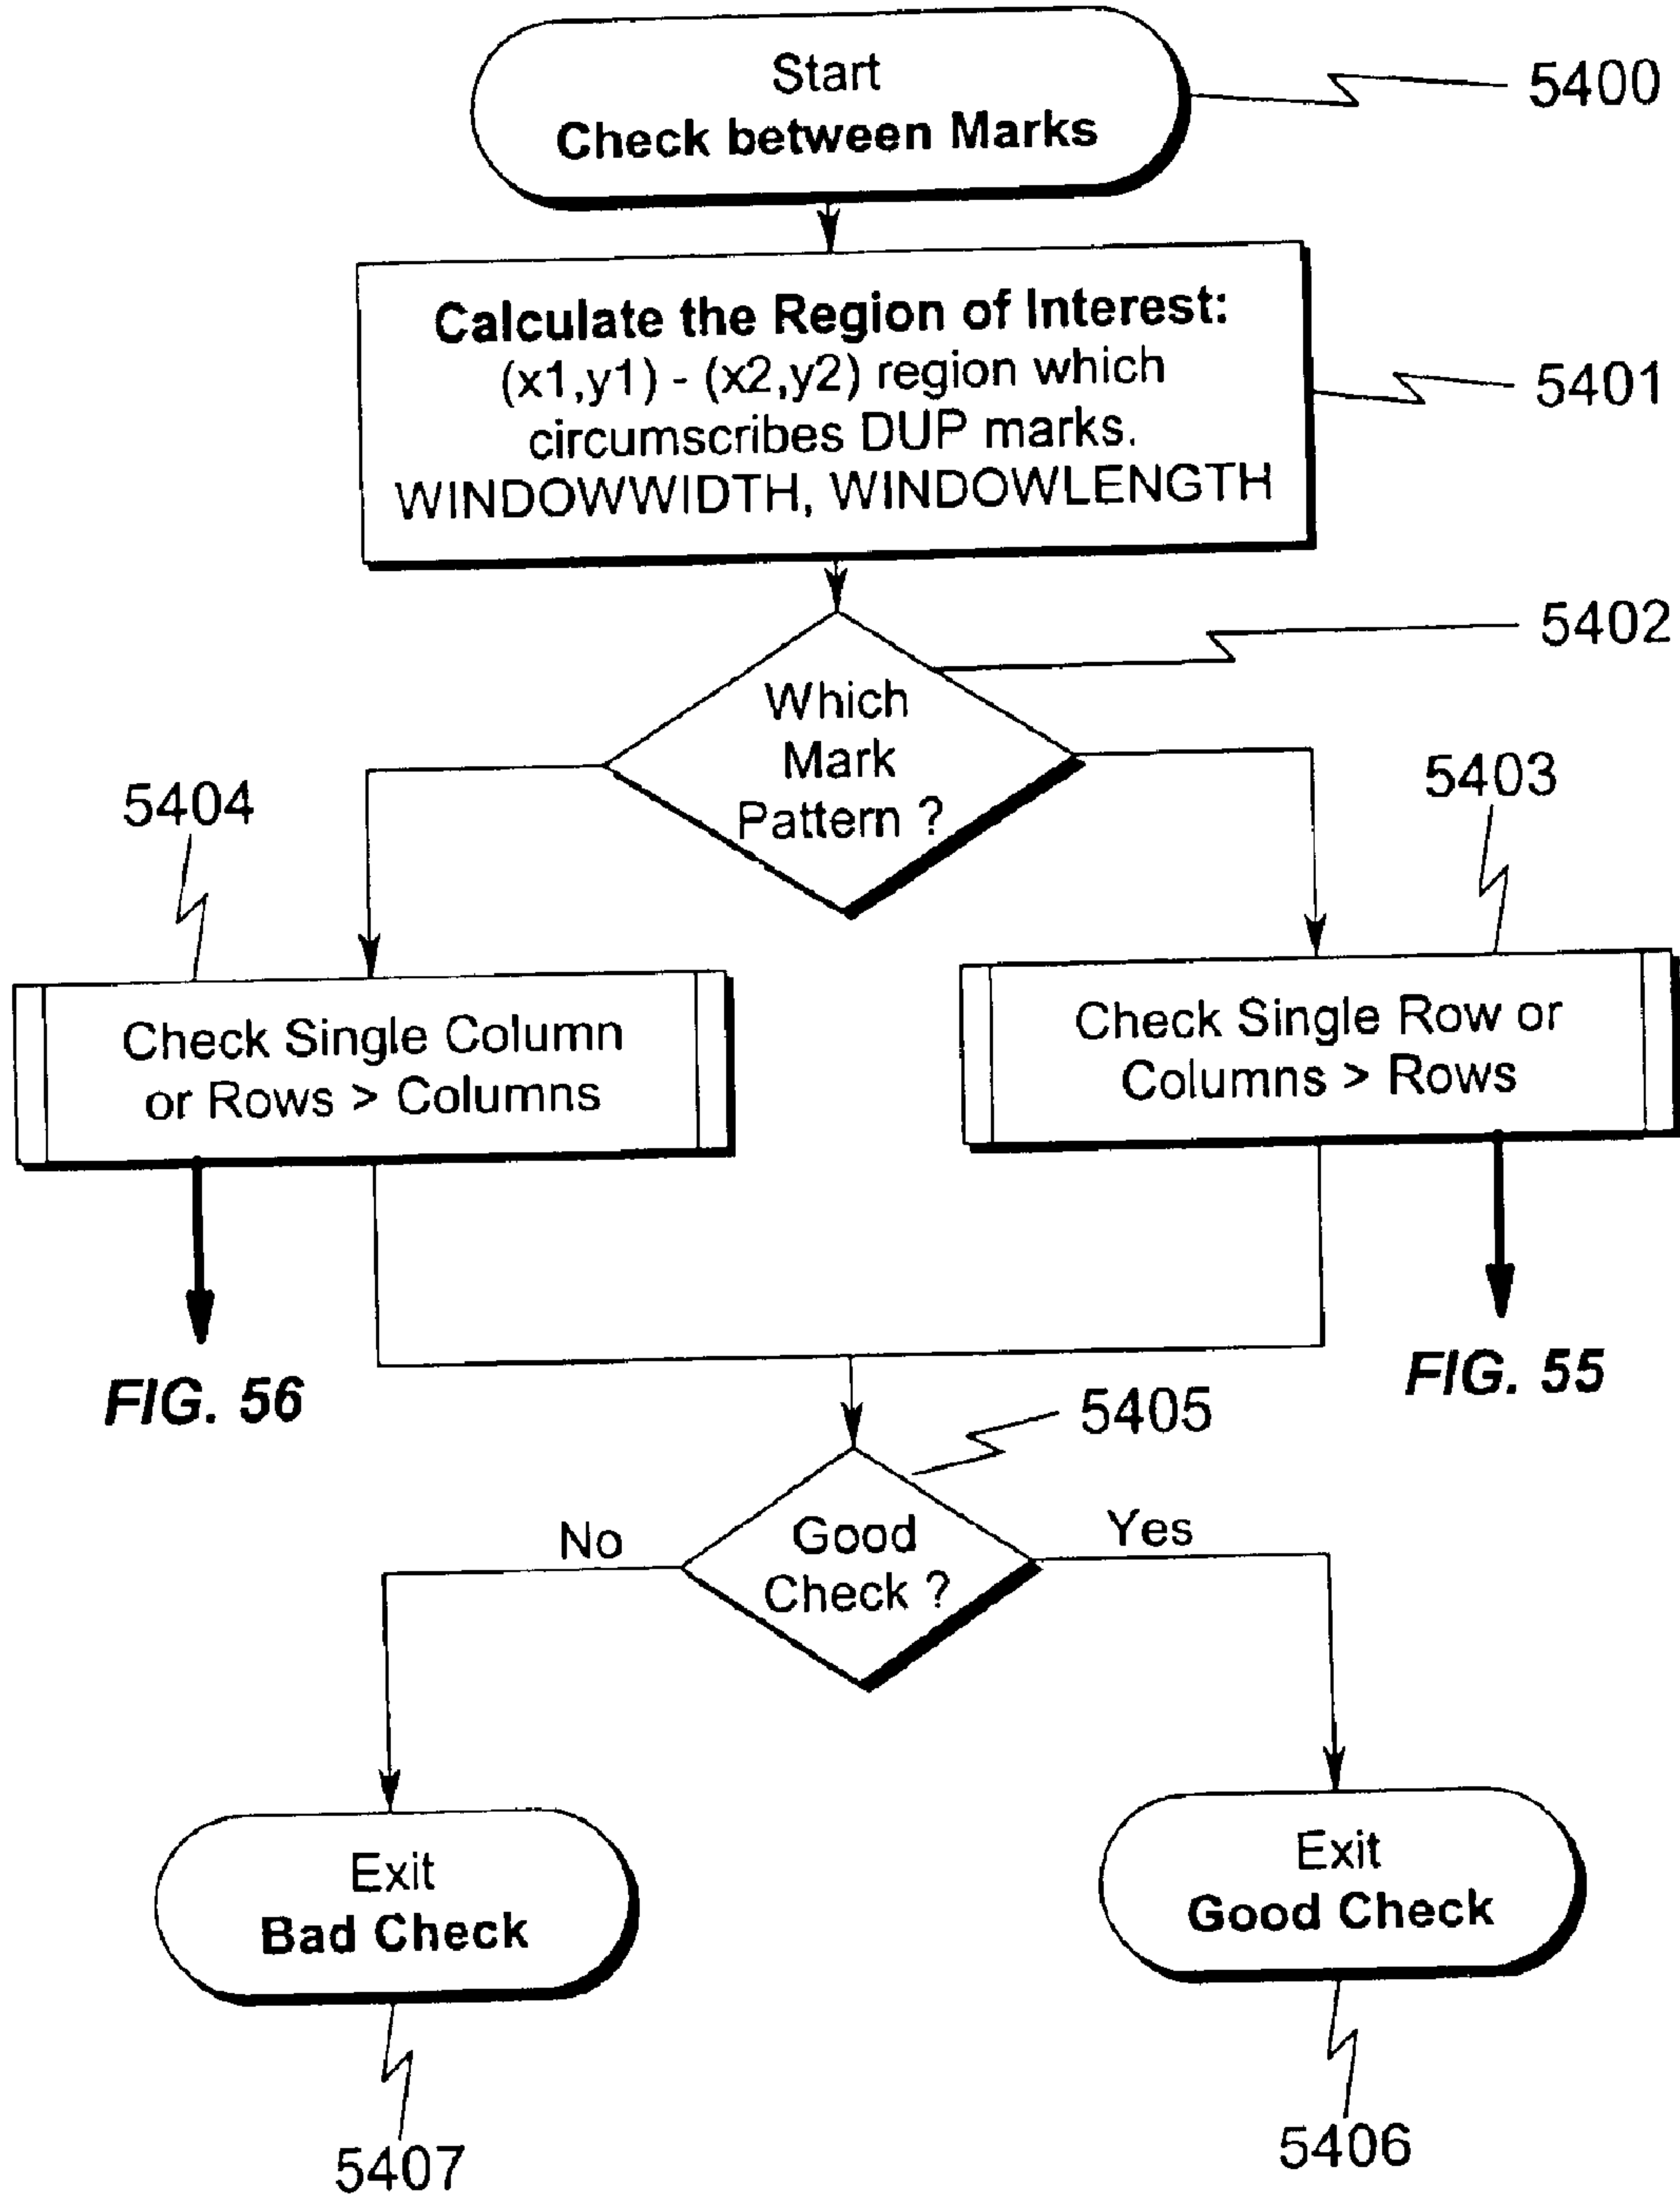 Start
Check between Marks
5400
Calculate the Region of Interest:
(x1,y1) - (x2,y2) region which
circumscribes DUP marks.
WINDOWWIDTH, WINDOWLENGTH
5401
5402
Which
Mark
Pattern ?
5404
5403
Check Single Column
or Rows > Columns
Check Single Row or
Columns > Rows
FIG. 56
FIG. 55
5405
No
Good
Check ?
Yes
Exit
Bad Check
Exit
Good Check
5407
5406